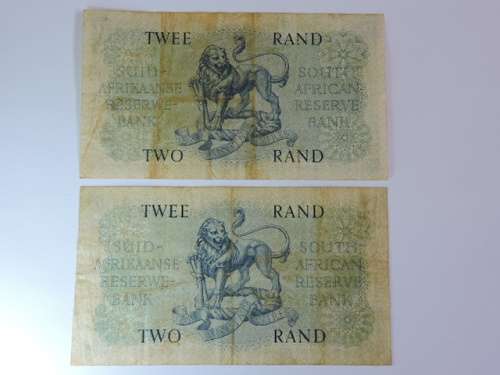 TWEE RAND
SUID- SOUTH
AFRIKAANSE AFRICAN
RESERWE- RESERVE
BANK BANK
TWO RAND
TWEE RAND
SUID- SOUTH
AFRIKAANSE AFRICAN
RESERWE- RESERVE
BANK BANK
TWO RAND